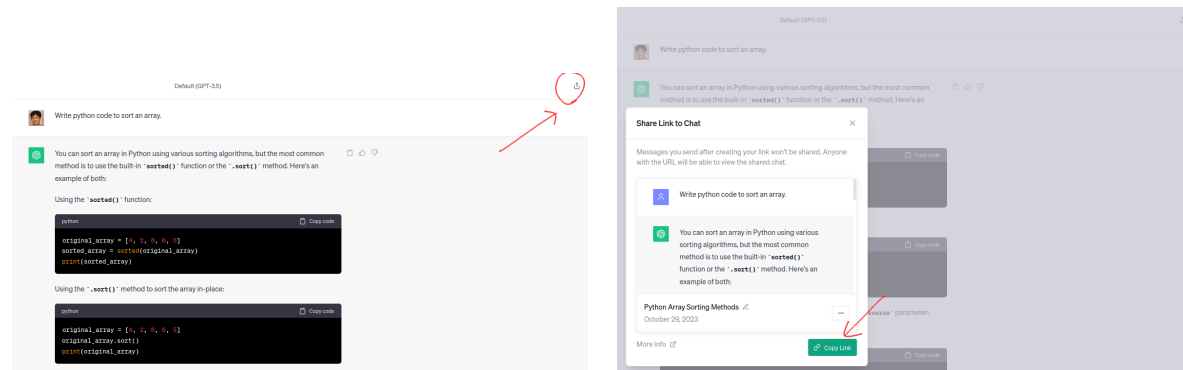 Default (GPT-3.5)
Write python code to sort an array.
You can sort an array in Python using various sorting algorithms, but the most common
method is to use the built-in `sorted()` function or the `.sort()` method. Here's an
example of both:
Using the `sorted()` function:
python
Copy code
original_array = [4, 2, 8, 6, 5]
sorted_array = sorted(original_array)
print(sorted_array)
Using the `.sort()` method to sort the array in-place:
python
Copy code
original_array = [4, 2, 8, 6, 5]
original_array.sort()
print(original_array)
Default (GPT-3.5)
Write python code to sort an array.
You can sort an array in Python using various sorting algorithms, but the most common
method is to use the built-in `sorted()` function or the `.sort()` method. Here's an
Share Link to Chat
Messages you send after creating your link won't be shared. Anyone
with the URL will be able to view the shared chat.
Write python code to sort an array.
You can sort an array in Python using various
sorting algorithms, but the most common
method is to use the built-in `sorted()`
function or the `.sort()` method. Here's an
example of both:
Python Array Sorting Methods
October 29, 2023
More Info
Copy Link
Copy code
Copy code
parameter:
Copy code